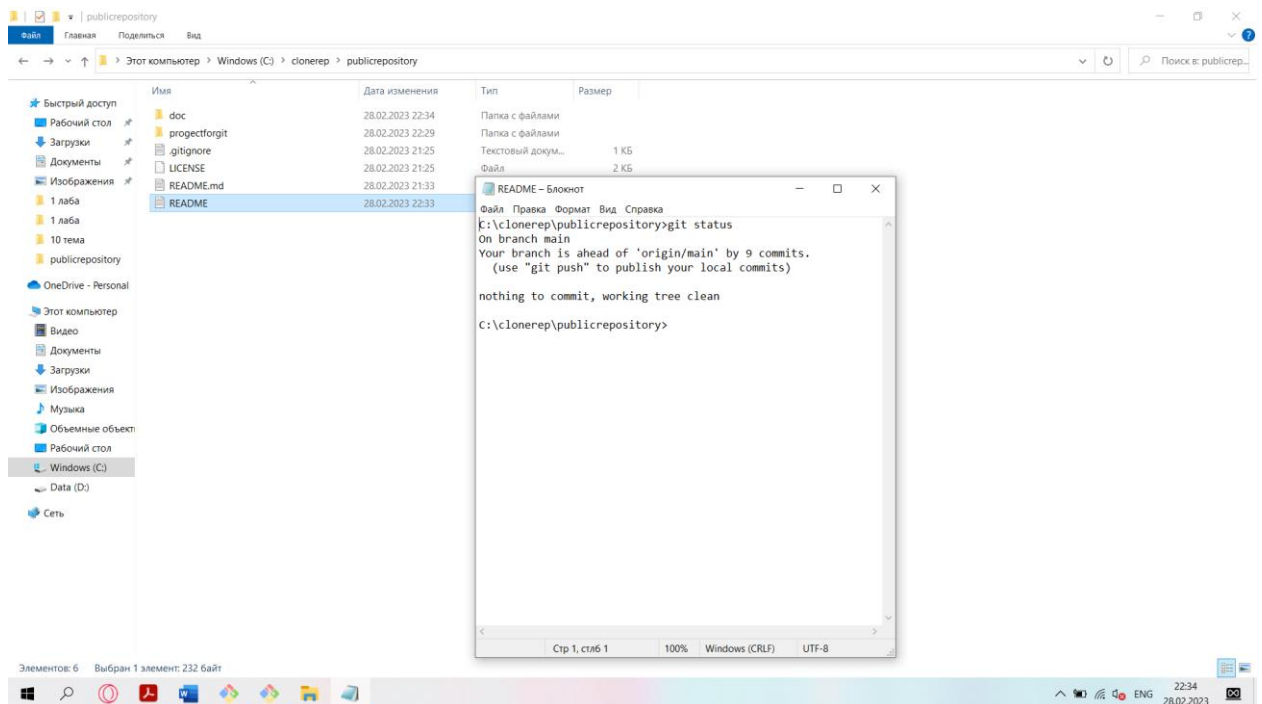 publicrepository
Файл Главная Поделиться Вид
Этот компьютер > Windows (C:) > clonerep > publicrepository
Поиск в: publicrep...
Имя Дата изменения Тип Размер
Быстрый доступ
Рабочий стол
Загрузки
Документы
Изображения
1 лаба
1 лаба
10 тема
publicrepository
OneDrive - Personal
Этот компьютер
Видео
Документы
Загрузки
Изображения
Музыка
Объемные объект
Рабочий стол
Windows (C:)
Data (D:)
Сеть
doc 28.02.2023 22:34 Папка с файлами
progectforgit 28.02.2023 22:29 Папка с файлами
.gitignore 28.02.2023 21:25 Текстовый докум... 1 КБ
LICENSE 28.02.2023 21:25 Файл 2 КБ
README.md 28.02.2023 21:33
README 28.02.2023 22:33
README – Блокнот
Файл Правка Формат Вид Справка
C:\clonerep\publicrepository>git status
On branch main
Your branch is ahead of 'origin/main' by 9 commits.
(use "git push" to publish your local commits)
nothing to commit, working tree clean
C:\clonerep\publicrepository>
Стр 1, стлб 1 100% Windows (CRLF) UTF-8
Элементов: 6 Выбран 1 элемент: 232 байт
ENG
22:34
28.02.2023